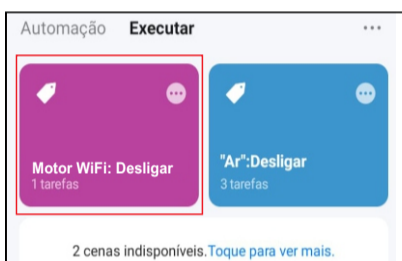 Automação Executar
Motor WiFi: Desligar
1 tarefas
"Ar":Desligar
3 tarefas
2 cenas indisponíveis.Toque para ver mais.